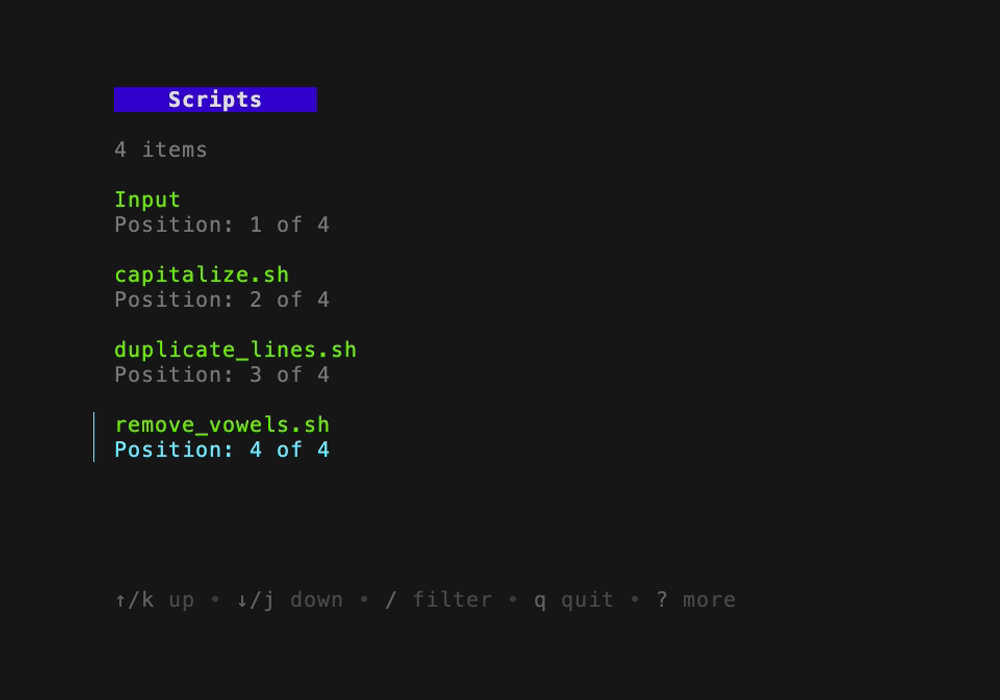 Scripts
4 items
Input
Position: 1 of 4
capitalize.sh
Position: 2 of 4
duplicate_lines.sh
Position: 3 of 4
remove_vowels.sh
Position: 4 of 4
↑/k up • ↓/j down • / filter • q quit • ? more